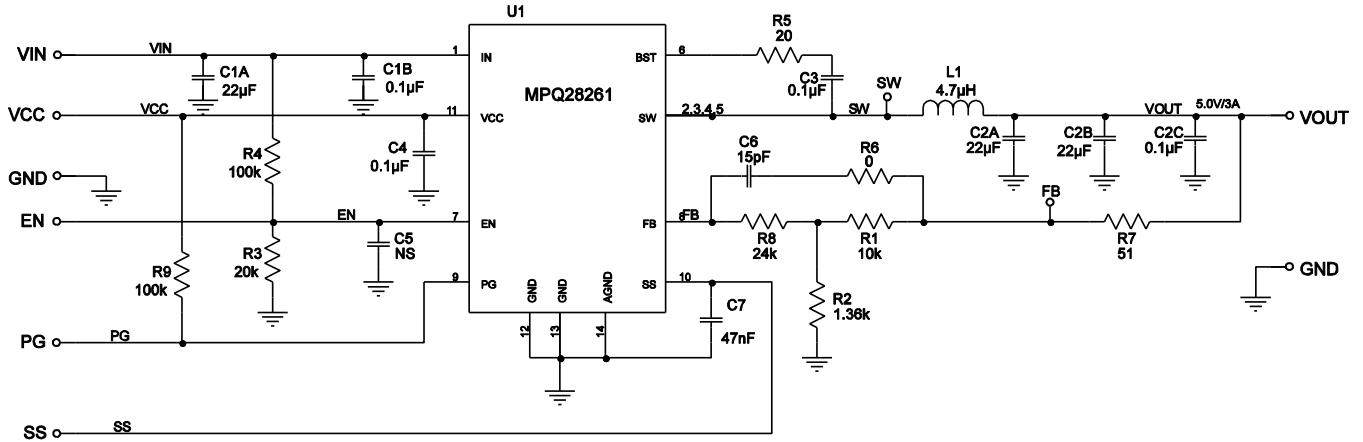 U1
VIN
VIN
C1A
22µF
C1B
0.1µF
1
IN
MPQ28261
BST
6
R5
20
C3
0.1µF
SW
L1
4.7µH
VCC
VCC
11
VCC
SW
2,3,4,5
SW
VOUT
5.0V/3A
VOUT
R4
100k
C4
0.1µF
C6
15pF
R6
0
C2A
22µF
C2B
22µF
C2C
0.1µF
GND
FB
EN
EN
7
EN
FB
8
FB
R8
24k
R1
10k
R7
51
R9
100k
R3
20k
C5
NS
9
PG
GND
GND
AGND
SS
10
GND
12
13
14
C7
47nF
R2
1.36k
PG
PG
SS
SS